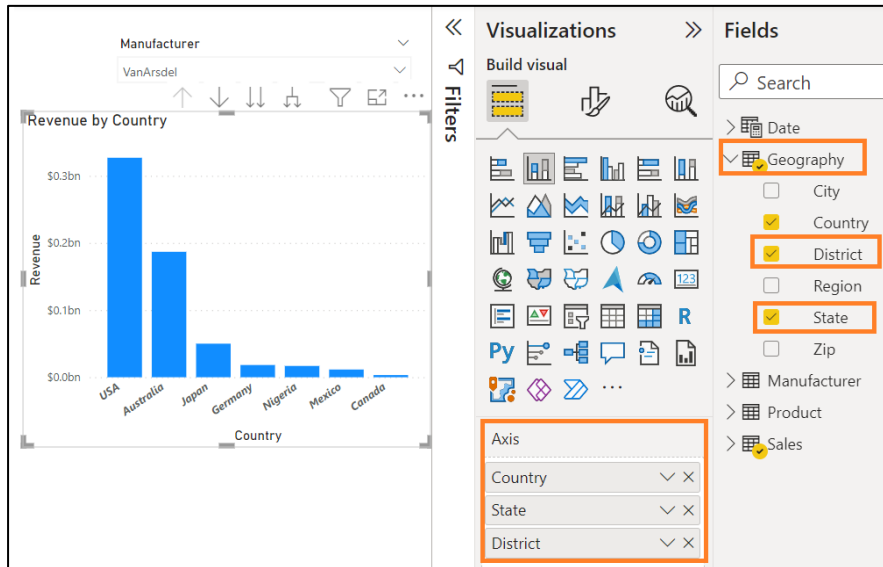 Manufacturer
VanArsdel
Revenue by Country
$0.3bn
$0.2bn
$0.1bn
$0.0bn
Revenue
USA
Australia
Japan
Germany
Nigeria
Mexico
Canada
Country
Filters
Visualizations
Build visual
123
R
Py
Axis
Country
State
District
Fields
Search
Date
Geography
City
Country
District
Region
State
Zip
Manufacturer
Product
Sales